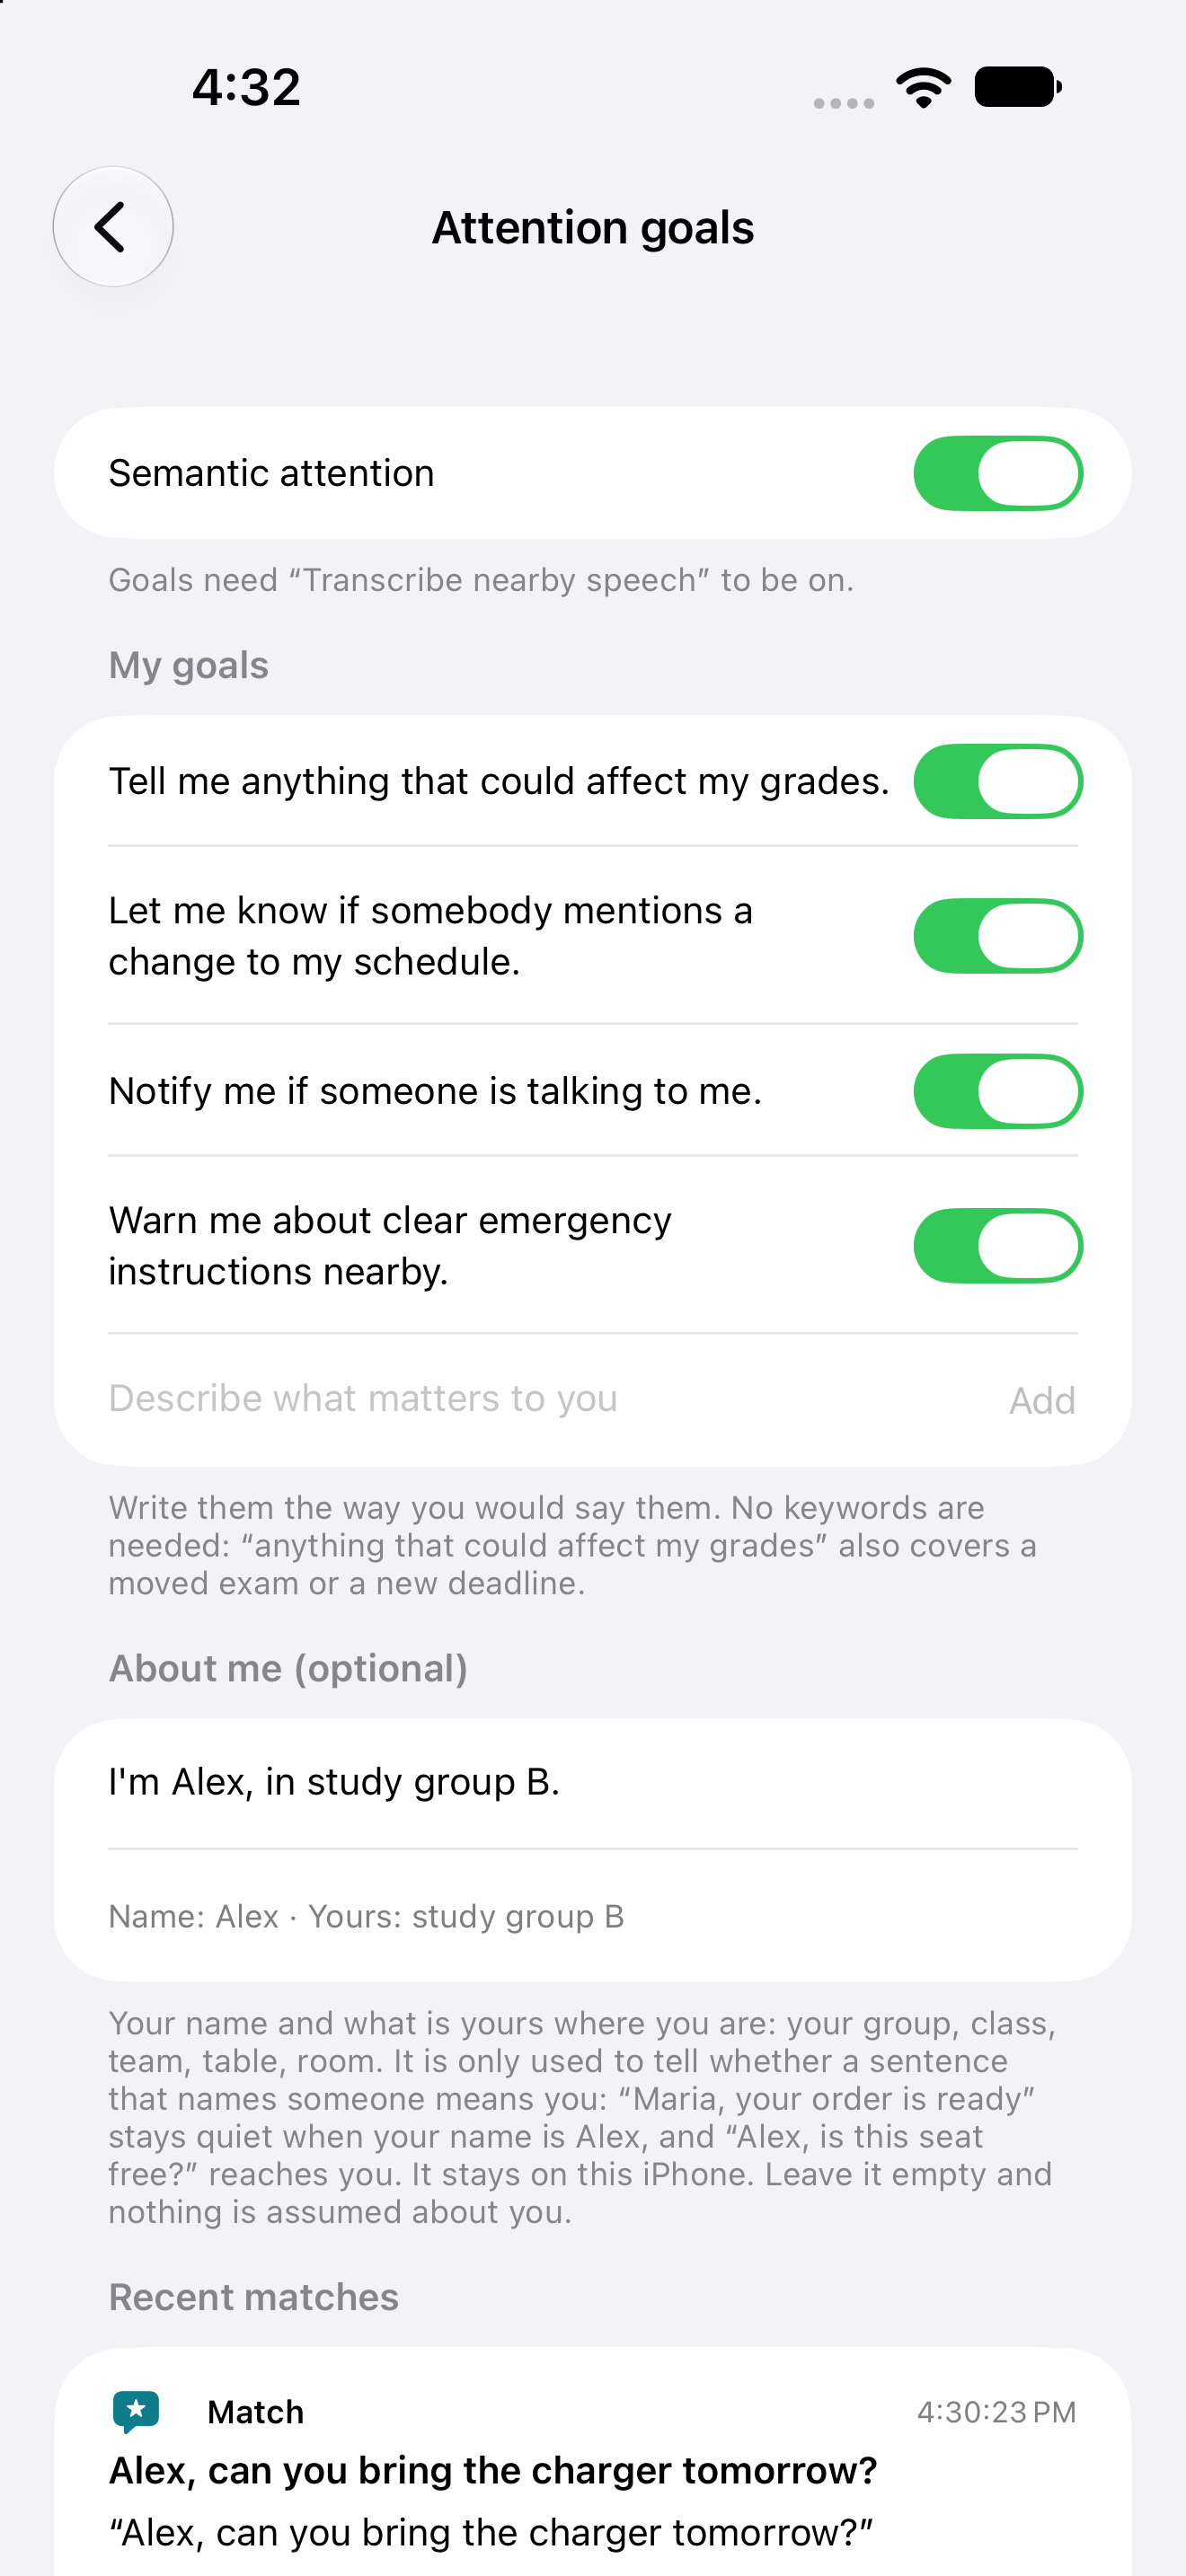 4:32
Attention goals
Semantic attention
Goals need “Transcribe nearby speech” to be on.
My goals
Tell me anything that could affect my grades.
Let me know if somebody mentions a
change to my schedule.
Notify me if someone is talking to me.
Warn me about clear emergency
instructions nearby.
Describe what matters to you
Add
Write them the way you would say them. No keywords are
needed: “anything that could affect my grades” also covers a
moved exam or a new deadline.
About me (optional)
I'm Alex, in study group B.
Name: Alex · Yours: study group B
Your name and what is yours where you are: your group, class,
team, table, room. It is only used to tell whether a sentence
that names someone means you: “Maria, your order is ready”
stays quiet when your name is Alex, and “Alex, is this seat
free?” reaches you. It stays on this iPhone. Leave it empty and
nothing is assumed about you.
Recent matches
Match
4:30:23 PM
Alex, can you bring the charger tomorrow?
“Alex, can you bring the charger tomorrow?”